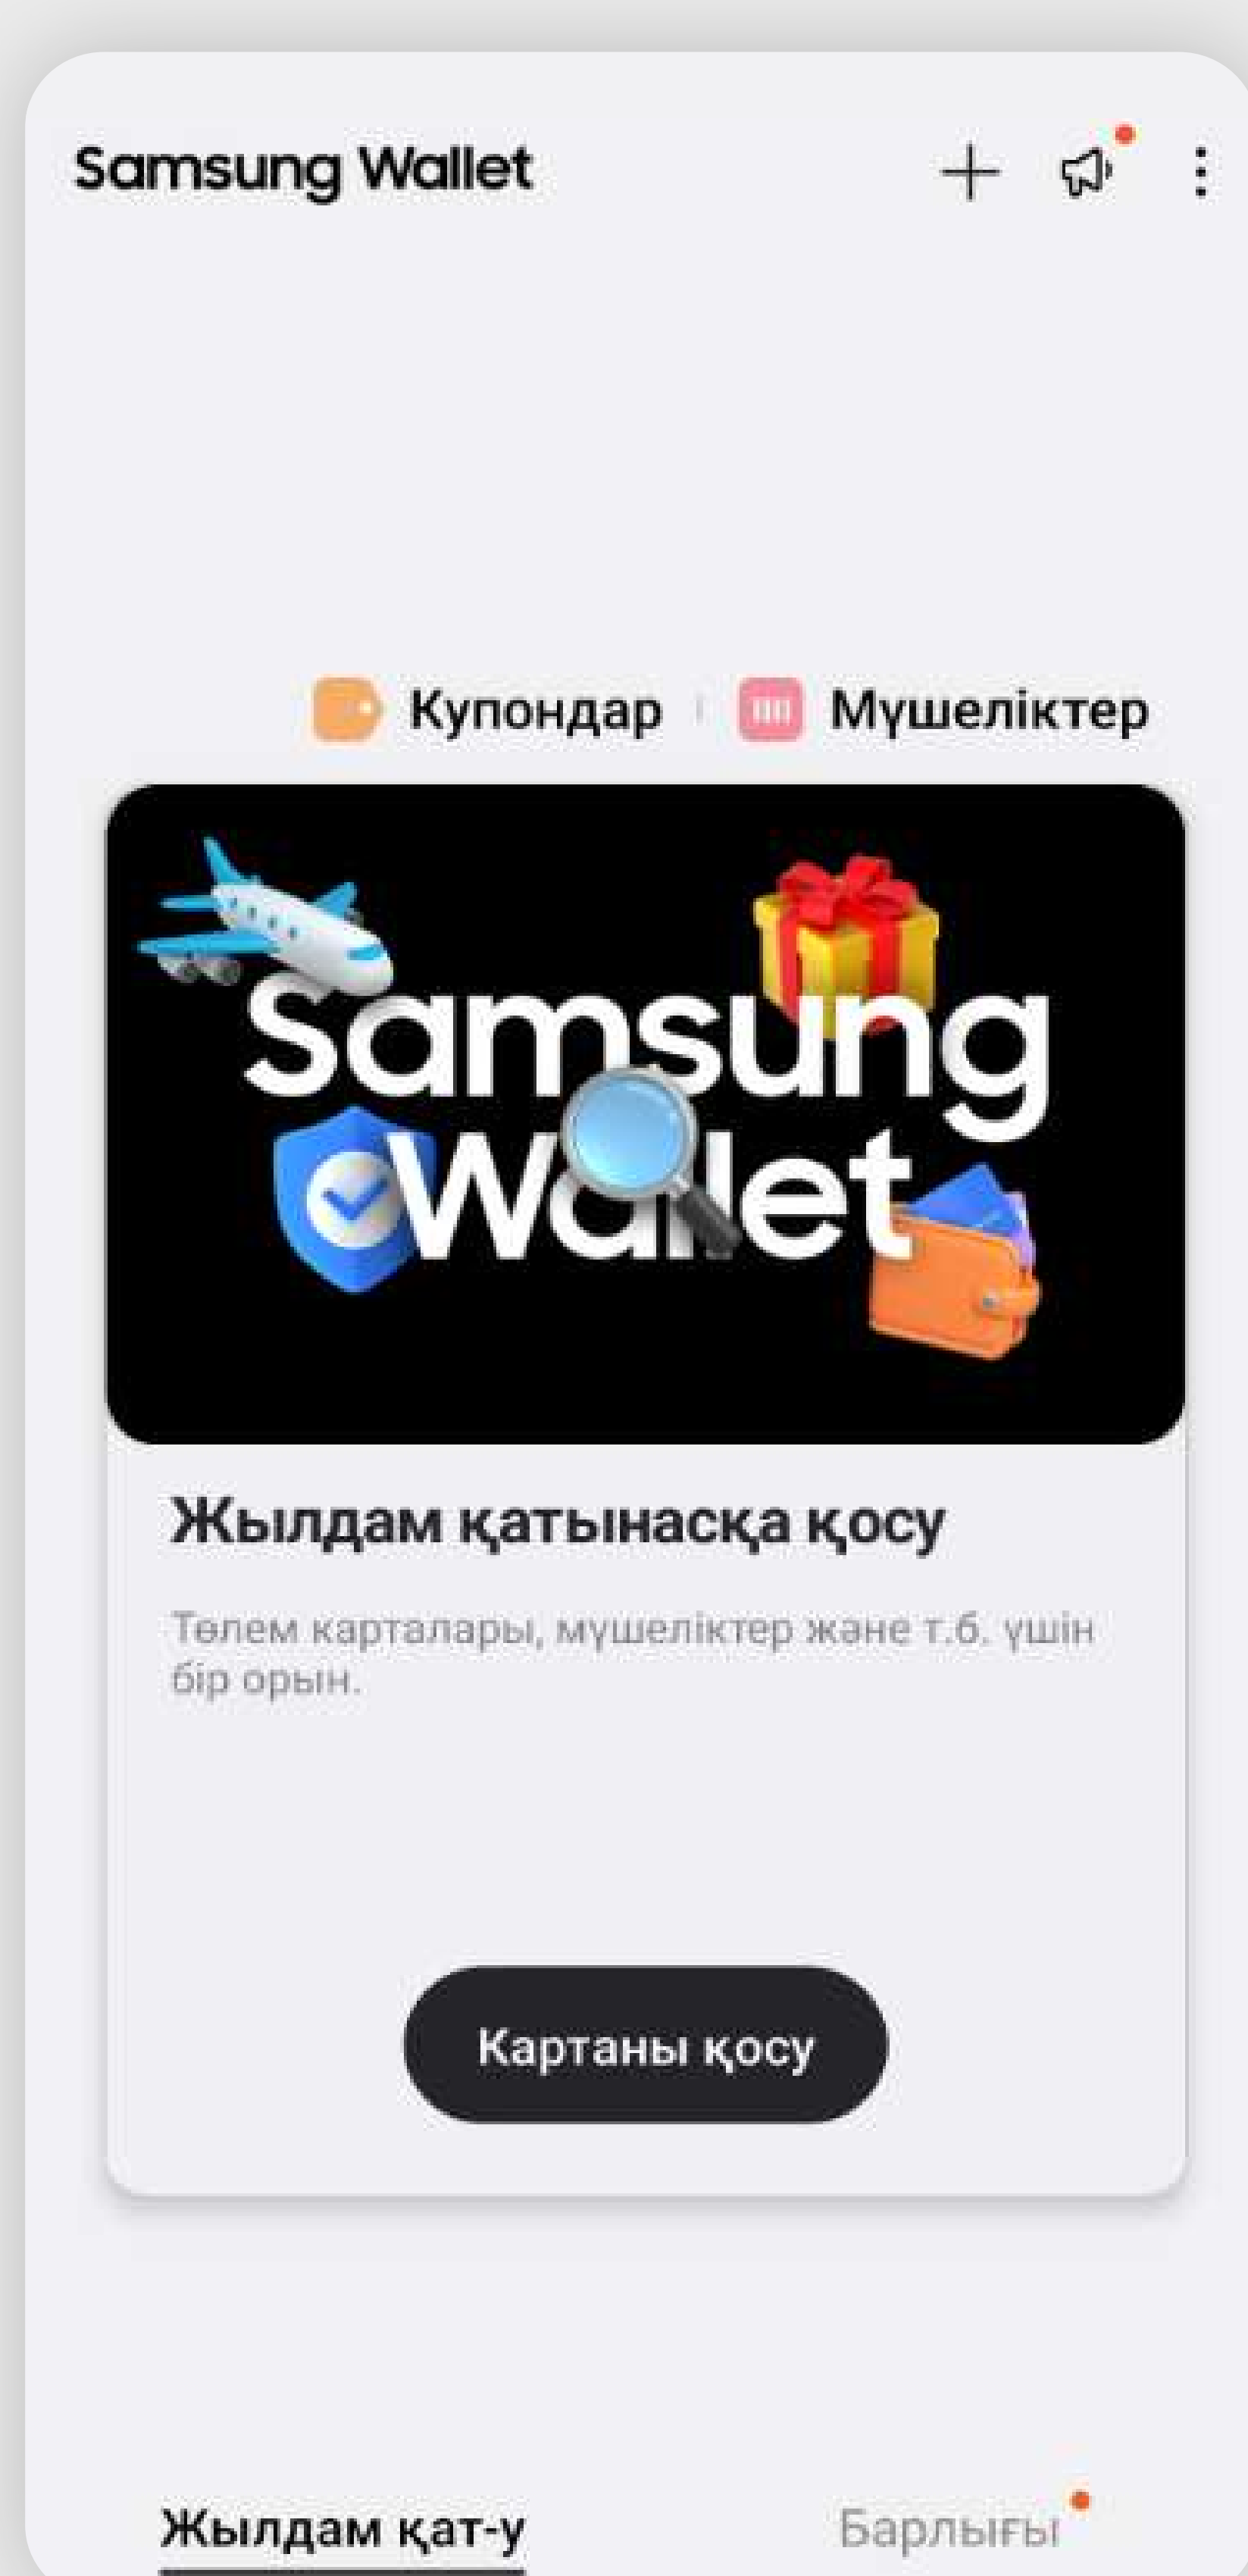 Samsung Wallet
Купондар
Мүшеліктер
Samsung
Wallet
Жылдам қатынасқа қосу
Төлем карталары, мүшеліктер және т.б. үшін
бір орын.
Картаны қосу
Жылдам қат-у
Барлығы